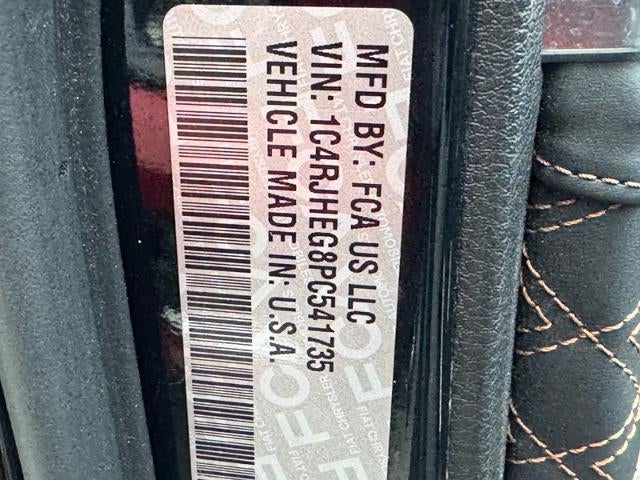 MFD BY: FCA US LLC
VIN: 1C4RJHEG8PC541735
VEHICLE MADE IN: U.S.A.